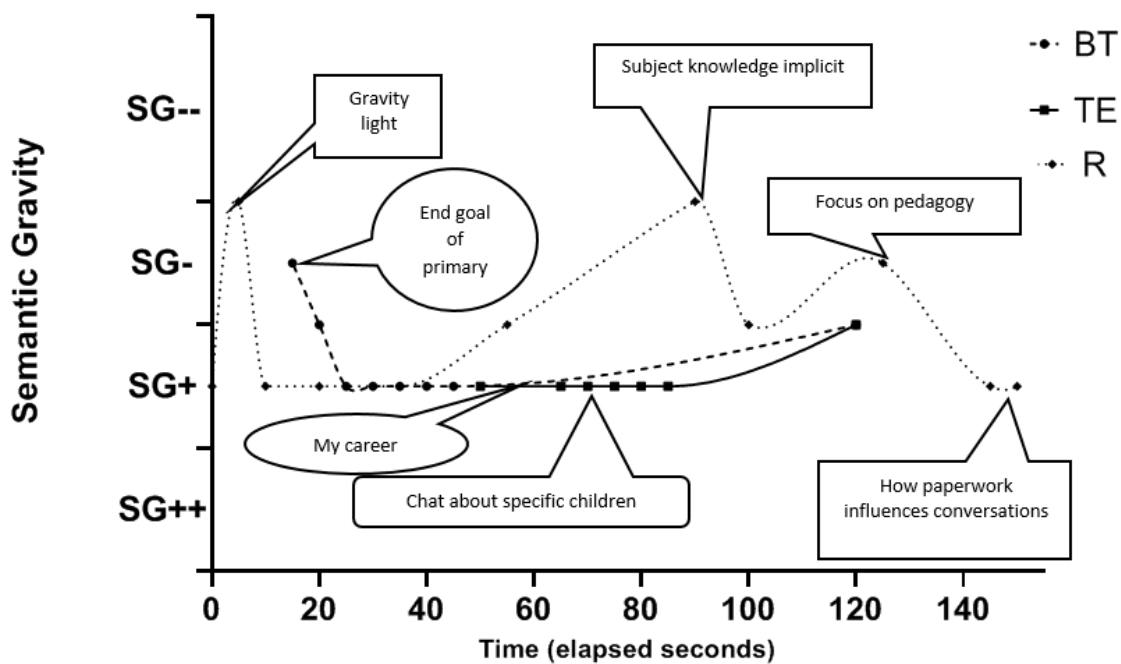 Semantic Gravity
SG--
SG-
SG+
SG++
Gravity
light
End goal
of
primary
Subject knowledge implicit
Focus on pedagogy
My career
Chat about specific children
How paperwork
influences conversations
BT
TE
R
0 20 40 60 80 100 120 140
Time (elapsed seconds)